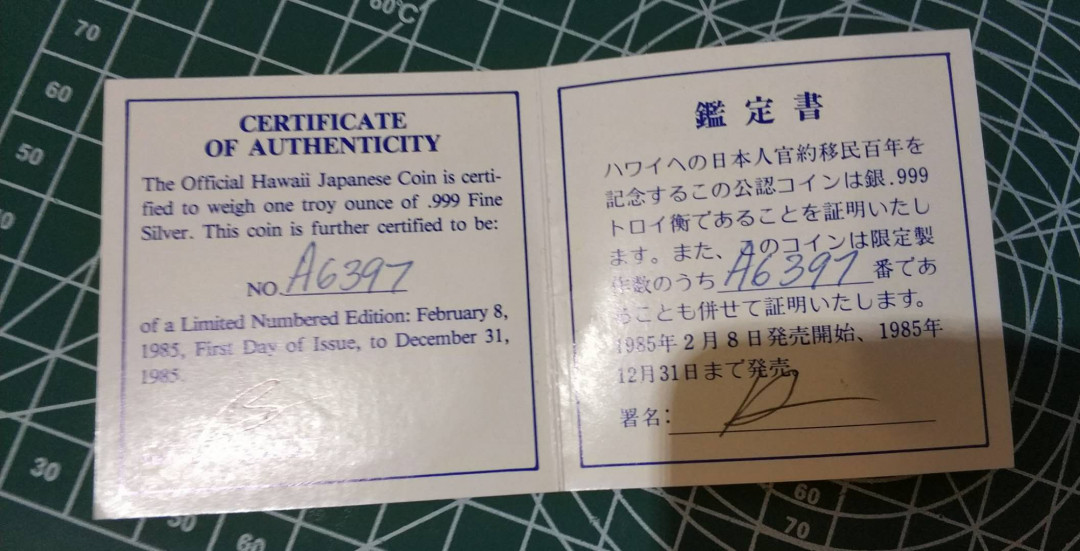 CERTIFICATE
OF AUTHENTICITY
The Official Hawaii Japanese Coin is certi-
fied to weigh one troy ounce of .999 Fine
Silver. This coin is further certified to be:
NO. A6397
of a Limited Numbered Edition: February 8,
1985, First Day of Issue, to December 31,
1985.
鑑定書
ハワイへの日本人官約移民百年を
記念するこの公認コインは銀.999
トロイ衡であることを証明いたし
ます。また、このコインは限定製
作数のうち A6397 番であ
ることも併せて証明いたします。
1985年2月8日発売開始、1985年
12月31日まで発売。
署名:
70
60
50
30
50
60
60°C
60
70